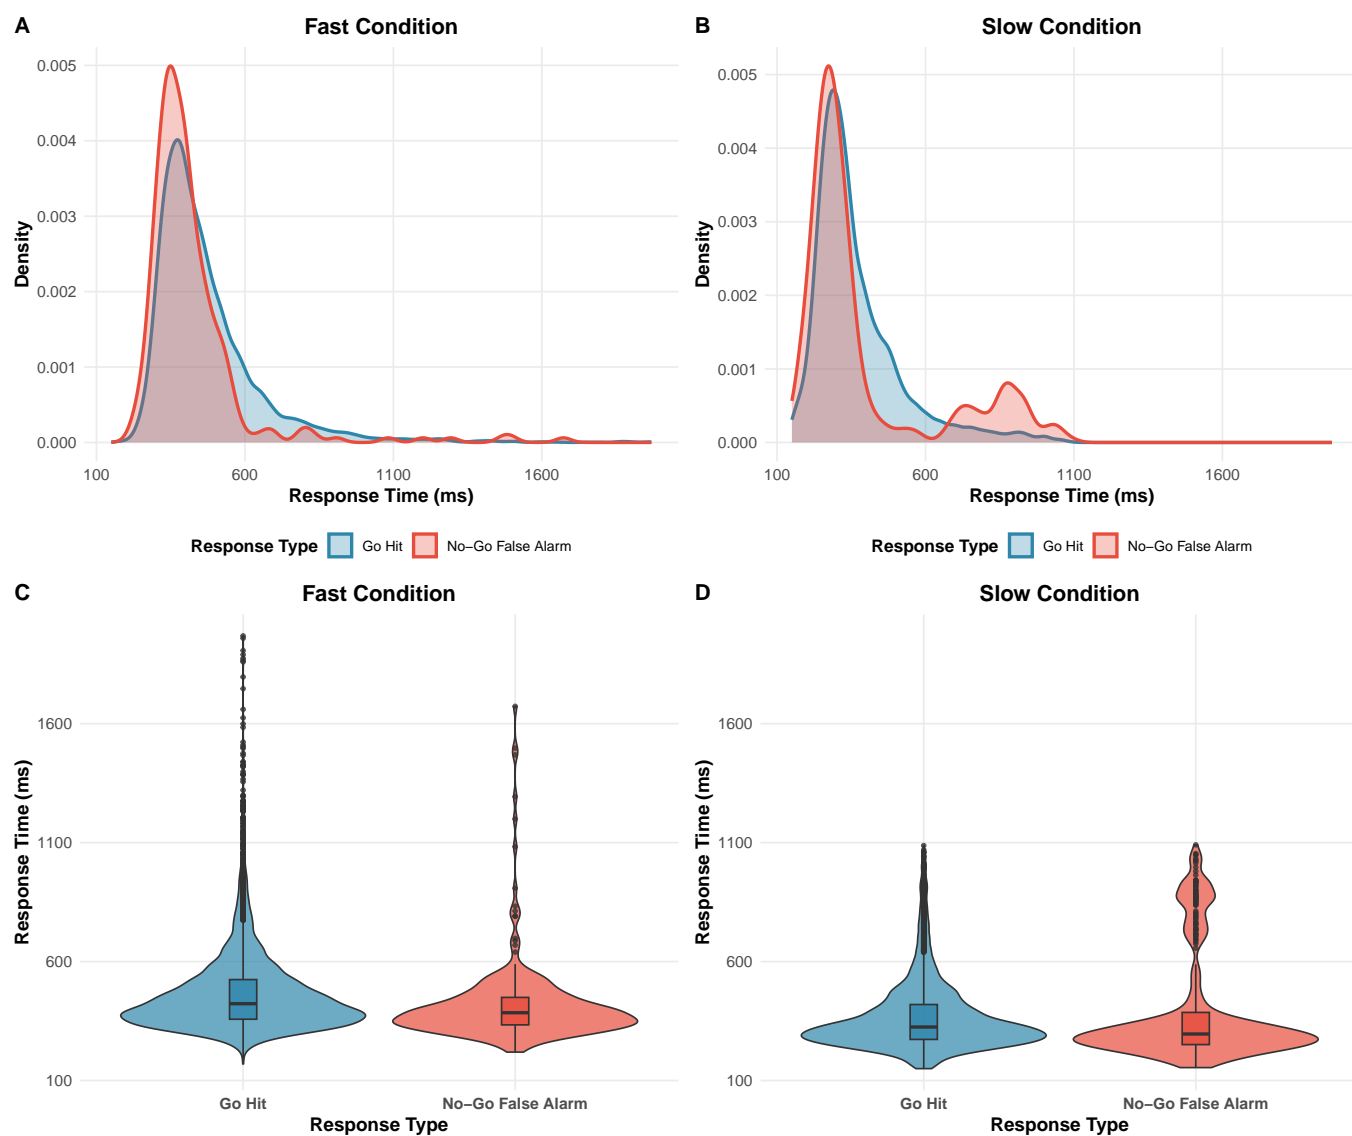 A
Fast Condition
0.005
0.004
0.003
0.002
0.001
0.000
Density
100 600 1100 1600
Response Time (ms)
Response Type Go Hit No–Go False Alarm
B
Slow Condition
0.005
0.004
0.003
0.002
0.001
0.000
Density
100 600 1100 1600
Response Time (ms)
Response Type Go Hit No–Go False Alarm
C
Fast Condition
1600
1100
600
100
Response Time (ms)
Go Hit No–Go False Alarm
Response Type
D
Slow Condition
1600
1100
600
100
Response Time (ms)
Go Hit No–Go False Alarm
Response Type